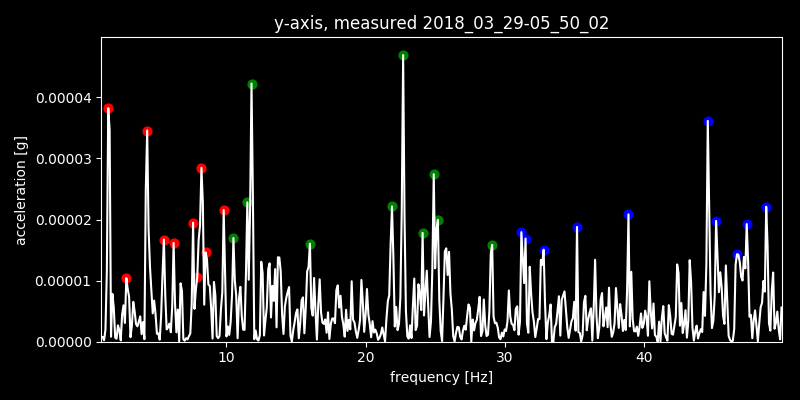 y-axis, measured 2018_03_29-05_50_02
acceleration [g]
0.00004
0.00003
0.00002
0.00001
0.00000
10 20 30 40
frequency [Hz]